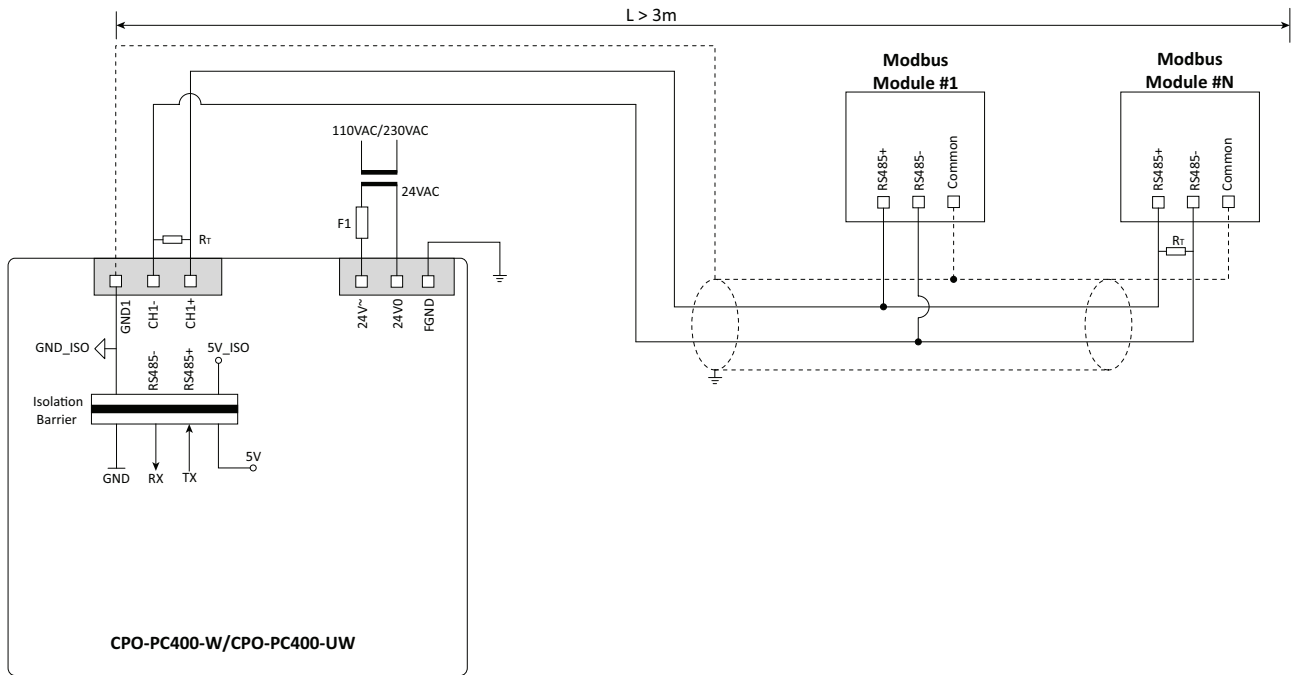 L > 3m
Modbus
Module #1
Modbus
Module #N
110VAC/230VAC
24VAC
F1
RT
RS485+
RS485-
Common
RS485+
RS485-
Common
RT
GND1
CH1-
CH1+
24V~
24V0
FGND
GND_ISO
RS485-
RS485+
5V_ISO
Isolation
Barrier
5V
GND
RX
TX
CPO-PC400-W/CPO-PC400-UW